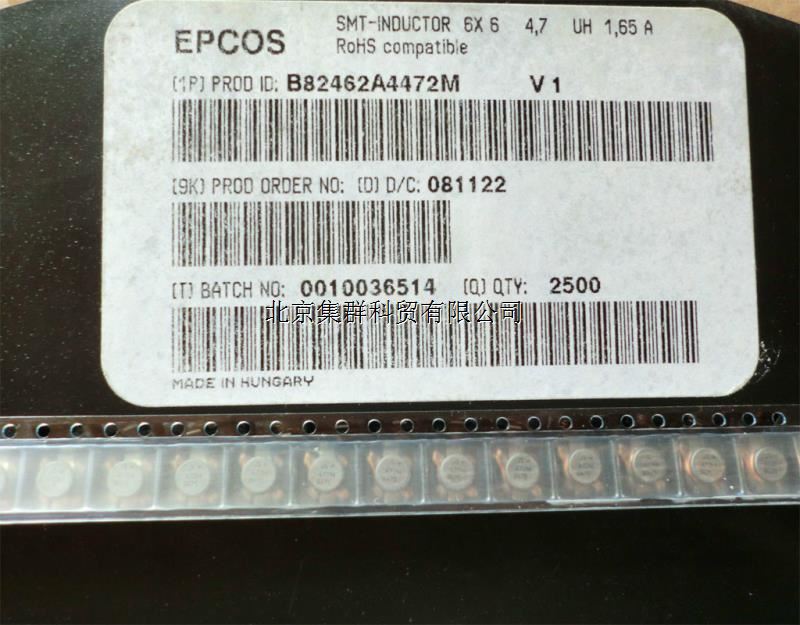 EPCOS
SMT-INDUCTOR 6X6 4,7 UH 1,65 A
RoHS compatible
[1P] PROD ID: B82462A4472M V1
[9K] PROD ORDER NO: [D] D/C: 081122
[T] BATCH NO: 0010036514 [Q] QTY: 2500
北京集群科贸有限公司
MADE IN HUNGARY